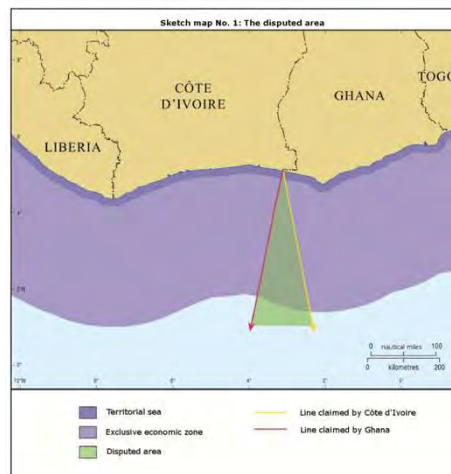 Sketch map No. 1: The disputed area
CÔTE
D'IVOIRE
GHANA
TOGO
LIBERIA
0 nautical miles 100
0 kilometres 200
Territorial sea
Exclusive economic zone
Disputed area
Line claimed by Côte d'Ivoire
Line claimed by Ghana